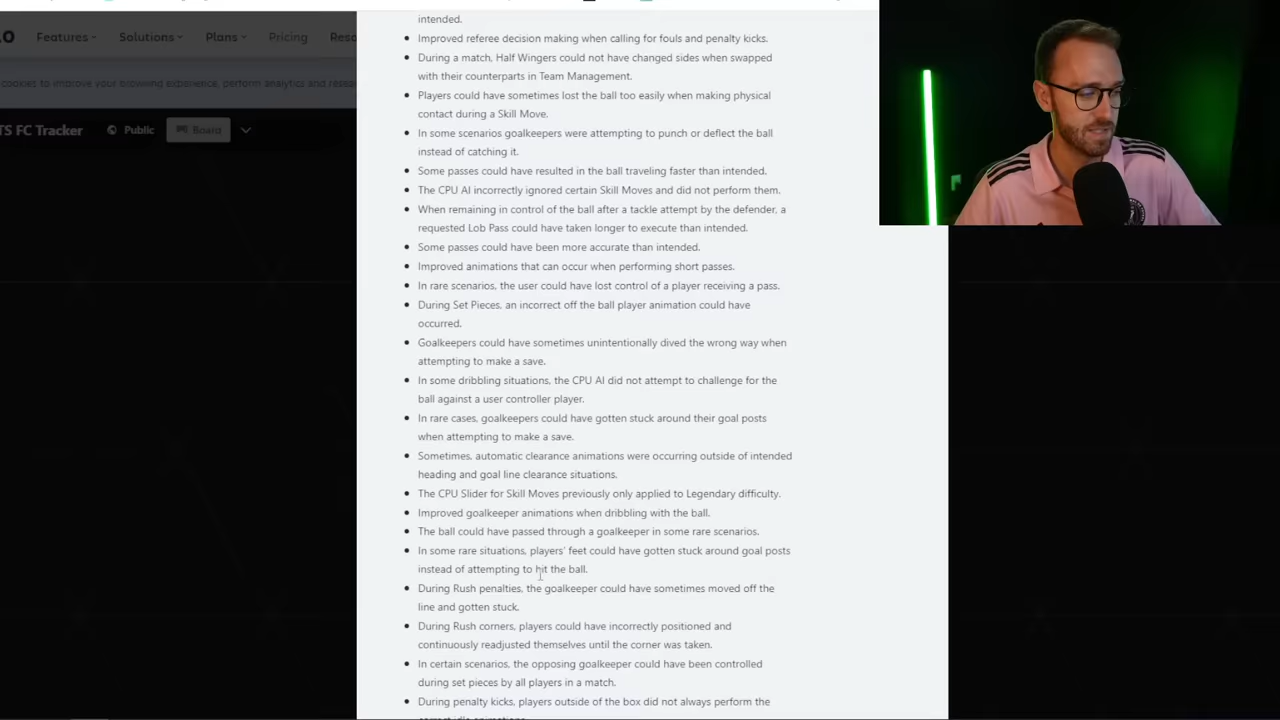 Features
Solutions
Plans
Pricing
Reso
cookies to improve your browsing experience, perform analytics and resea
TS FC Tracker
Public
Board
intended.
Improved referee decision making when calling for fouls and penalty kicks.
During a match, Half Wingers could not have changed sides when swapped
with their counterparts in Team Management.
Players could have sometimes lost the ball too easily when making physical
contact during a Skill Move.
In some scenarios goalkeepers were attempting to punch or deflect the ball
instead of catching it.
Some passes could have resulted in the ball traveling faster than intended.
The CPU AI incorrectly ignored certain Skill Moves and did not perform them.
When remaining in control of the ball after a tackle attempt by the defender, a
requested Lob Pass could have taken longer to execute than intended.
Some passes could have been more accurate than intended.
Improved animations that can occur when performing short passes.
In rare scenarios, the user could have lost control of a player receiving a pass.
During Set Pieces, an incorrect off the ball player animation could have
occurred.
Goalkeepers could have sometimes unintentionally dived the wrong way when
attempting to make a save.
In some dribbling situations, the CPU AI did not attempt to challenge for the
ball against a user controller player.
In rare cases, goalkeepers could have gotten stuck around their goal posts
when attempting to make a save.
Sometimes, automatic clearance animations were occurring outside of intended
heading and goal line clearance situations.
The CPU Slider for Skill Moves previously only applied to Legendary difficulty.
Improved goalkeeper animations when dribbling with the ball.
The ball could have passed through a goalkeeper in some rare scenarios.
In some rare situations, players' feet could have gotten stuck around goal posts
instead of attempting to hit the ball.
During Rush penalties, the goalkeeper could have sometimes moved off the
line and gotten stuck.
During Rush corners, players could have incorrectly positioned and
continuously readjusted themselves until the corner was taken.
In certain scenarios, the opposing goalkeeper could have been controlled
during set pieces by all players in a match.
During penalty kicks, players outside of the box did not always perform the
correct idle animations.